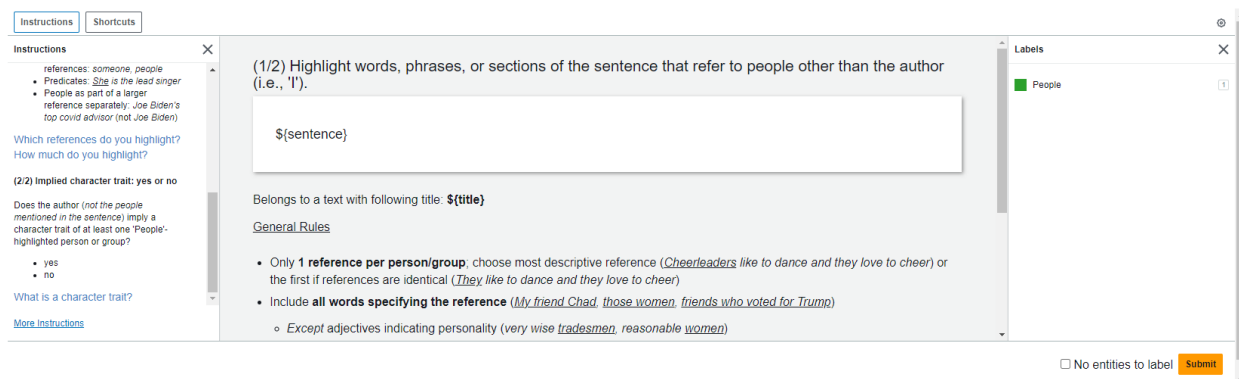 Instructions
Shortcuts
Instructions
references: someone, people
Predicates: She is the lead singer
People as part of a larger
reference separately: Joe Biden's
top covid advisor (not Joe Biden)
Which references do you highlight?
How much do you highlight?
(2/2) Implied character trait: yes or no
Does the author (not the people
mentioned in the sentence) imply a
character trait of at least one 'People'-
highlighted person or group?
yes
no
What is a character trait?
More Instructions
(1/2) Highlight words, phrases, or sections of the sentence that refer to people other than the author
(i.e., 'I').
${sentence}
Belongs to a text with following title: ${title}
General Rules
Only 1 reference per person/group; choose most descriptive reference (Cheerleaders like to dance and they love to cheer) or
the first if references are identical (They like to dance and they love to cheer)
Include all words specifying the reference (My friend Chad, those women, friends who voted for Trump)
Except adjectives indicating personality (very wise tradesmen, reasonable women)
Labels
People
1
No entities to label
Submit